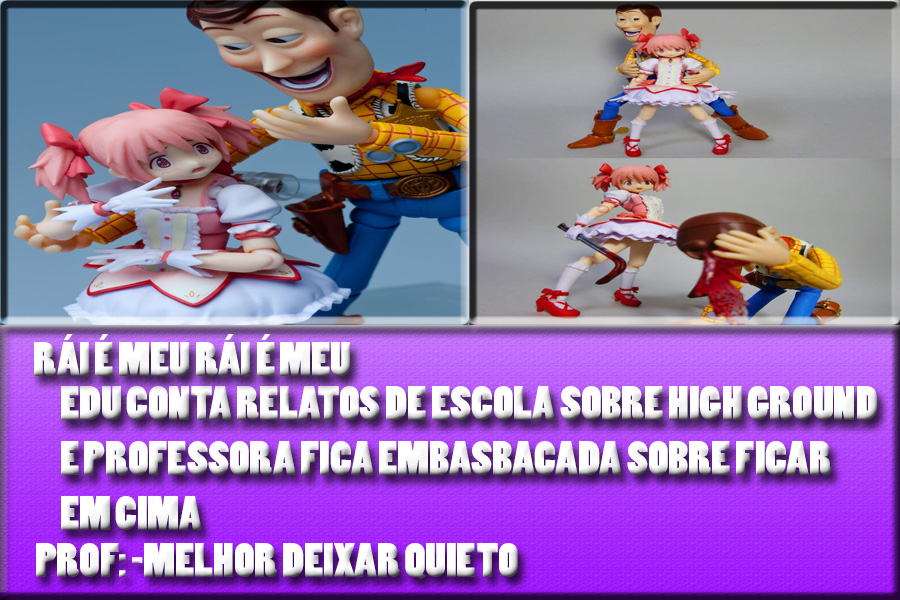 RÁI É MEU RÁI É MEU
EDU CONTA RELATOS DE ESCOLA SOBRE HIGH GROUND
E PROFESSORA FICA EMBASBACADA SOBRE FICAR
EM CIMA
PROF: -MELHOR DEIXAR QUIETO